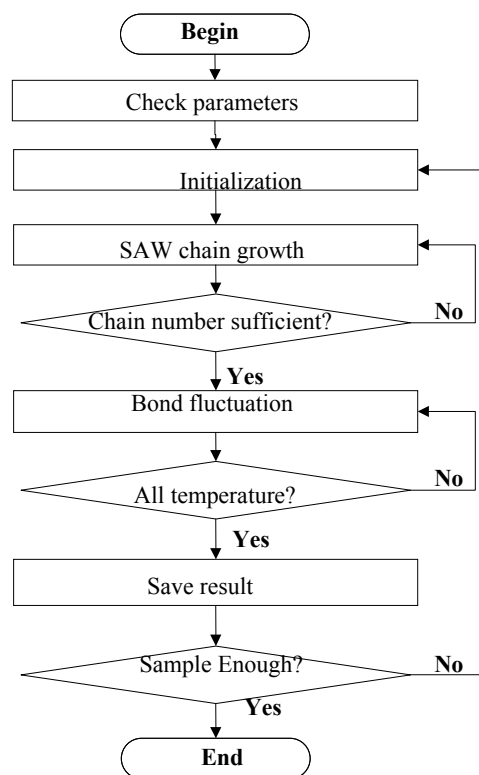 Begin
Check parameters
Initialization
SAW chain growth
Chain number sufficient?
No
Yes
Bond fluctuation
All temperature?
No
Yes
Save result
Sample Enough?
No
Yes
End